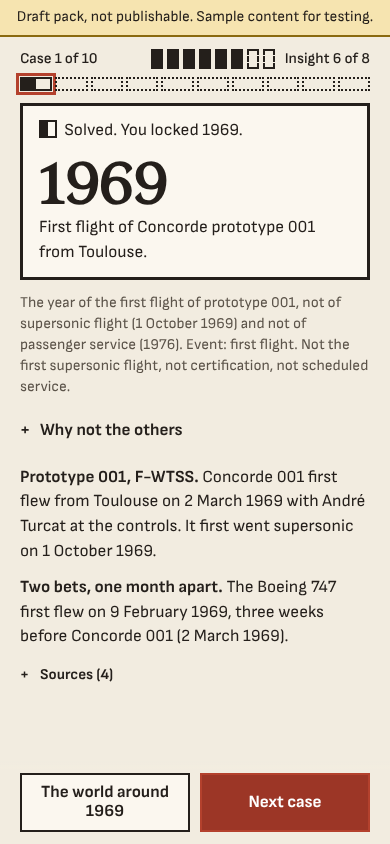 Draft pack, not publishable. Sample content for testing.
Case 1 of 10
Insight 6 of 8
Solved. You locked 1969.
1969
First flight of Concorde prototype 001
from Toulouse.
The year of the first flight of prototype 001, not of
supersonic flight (1 October 1969) and not of
passenger service (1976). Event: first flight. Not the
first supersonic flight, not certification, not scheduled
service.
+ Why not the others
Prototype 001, F-WTSS. Concorde 001 first
flew from Toulouse on 2 March 1969 with André
Turcat at the controls. It first went supersonic
on 1 October 1969.
Two bets, one month apart. The Boeing 747
first flew on 9 February 1969, three weeks
before Concorde 001 (2 March 1969).
+ Sources (4)
The world around
1969
Next case